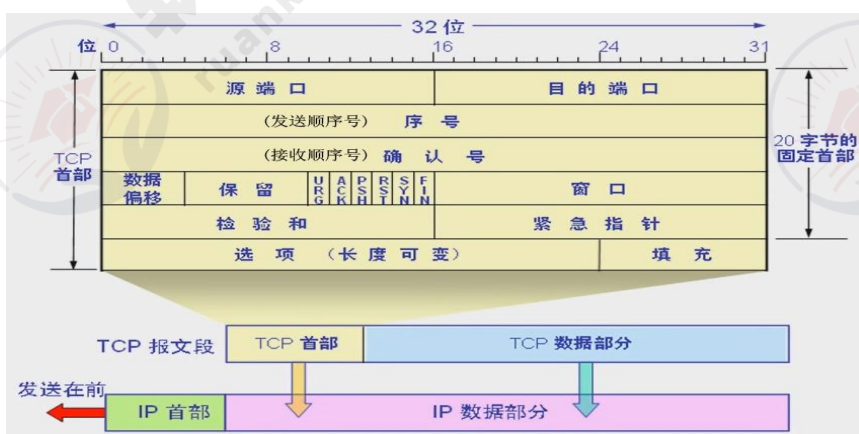 32 位
位 0 8 16 24 31
源 端 口 目 的 端 口
(发送顺序号) 序 号
(接收顺序号) 确 认 号
TCP
首部
20 字节的
固定首部
数据
偏移
保 留
URG ACK PSH RST SYN FIN
窗 口
检 验 和 紧 急 指 针
选 项 (长 度 可 变) 填 充
TCP 报文段 TCP 首部 TCP 数据部分
发送在前
IP 首部 IP 数据部分